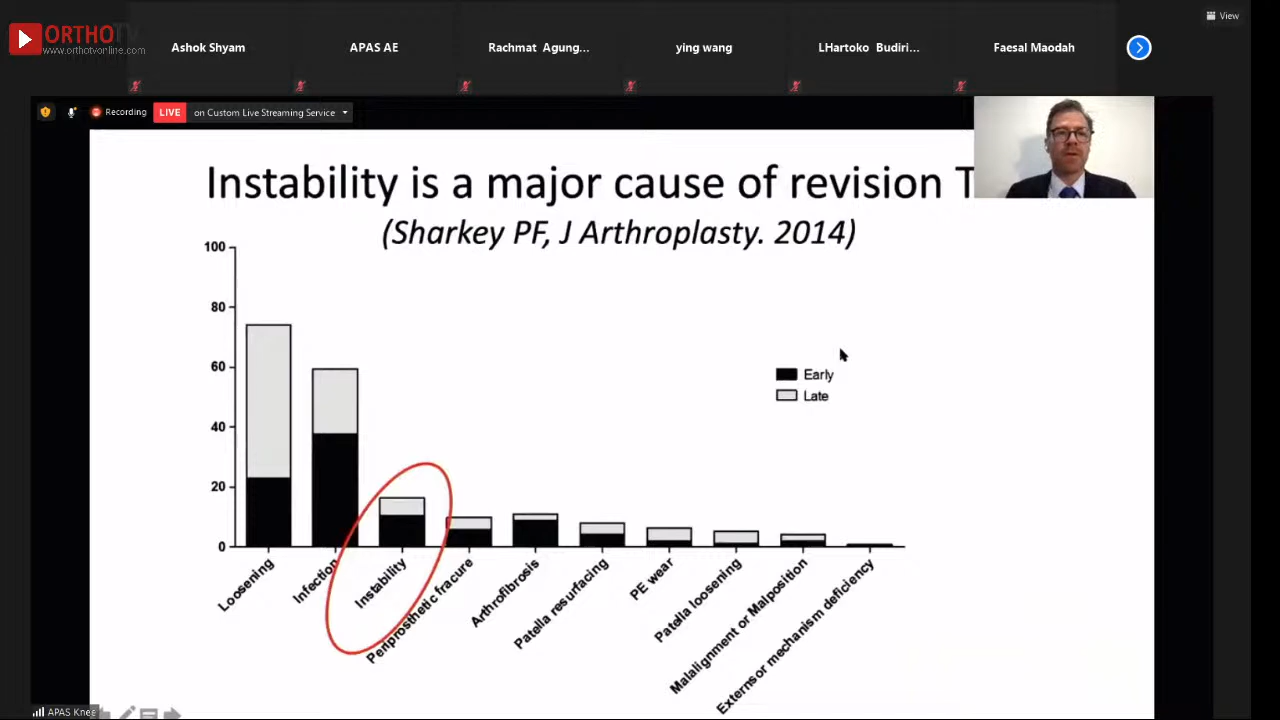 ORTHOTV
www.orthotvonline.com
Ashok Shyam
APAS AE
Rachmat Agung...
ying wang
LHartoko Budiri...
Faesal Maodah
View
Recording
LIVE
on Custom Live Streaming Service
Instability is a major cause of revision T
(Sharkey PF, J Arthroplasty. 2014)
100
80
60
40
20
0
Early
Late
Loosening
Infection
Instability
Periprosthetic fracure
Arthrofibrosis
Patella resurfacing
PE wear
Patella loosening
Malalignment or Malposition
Externsor mechanism deficiency
APAS Knee